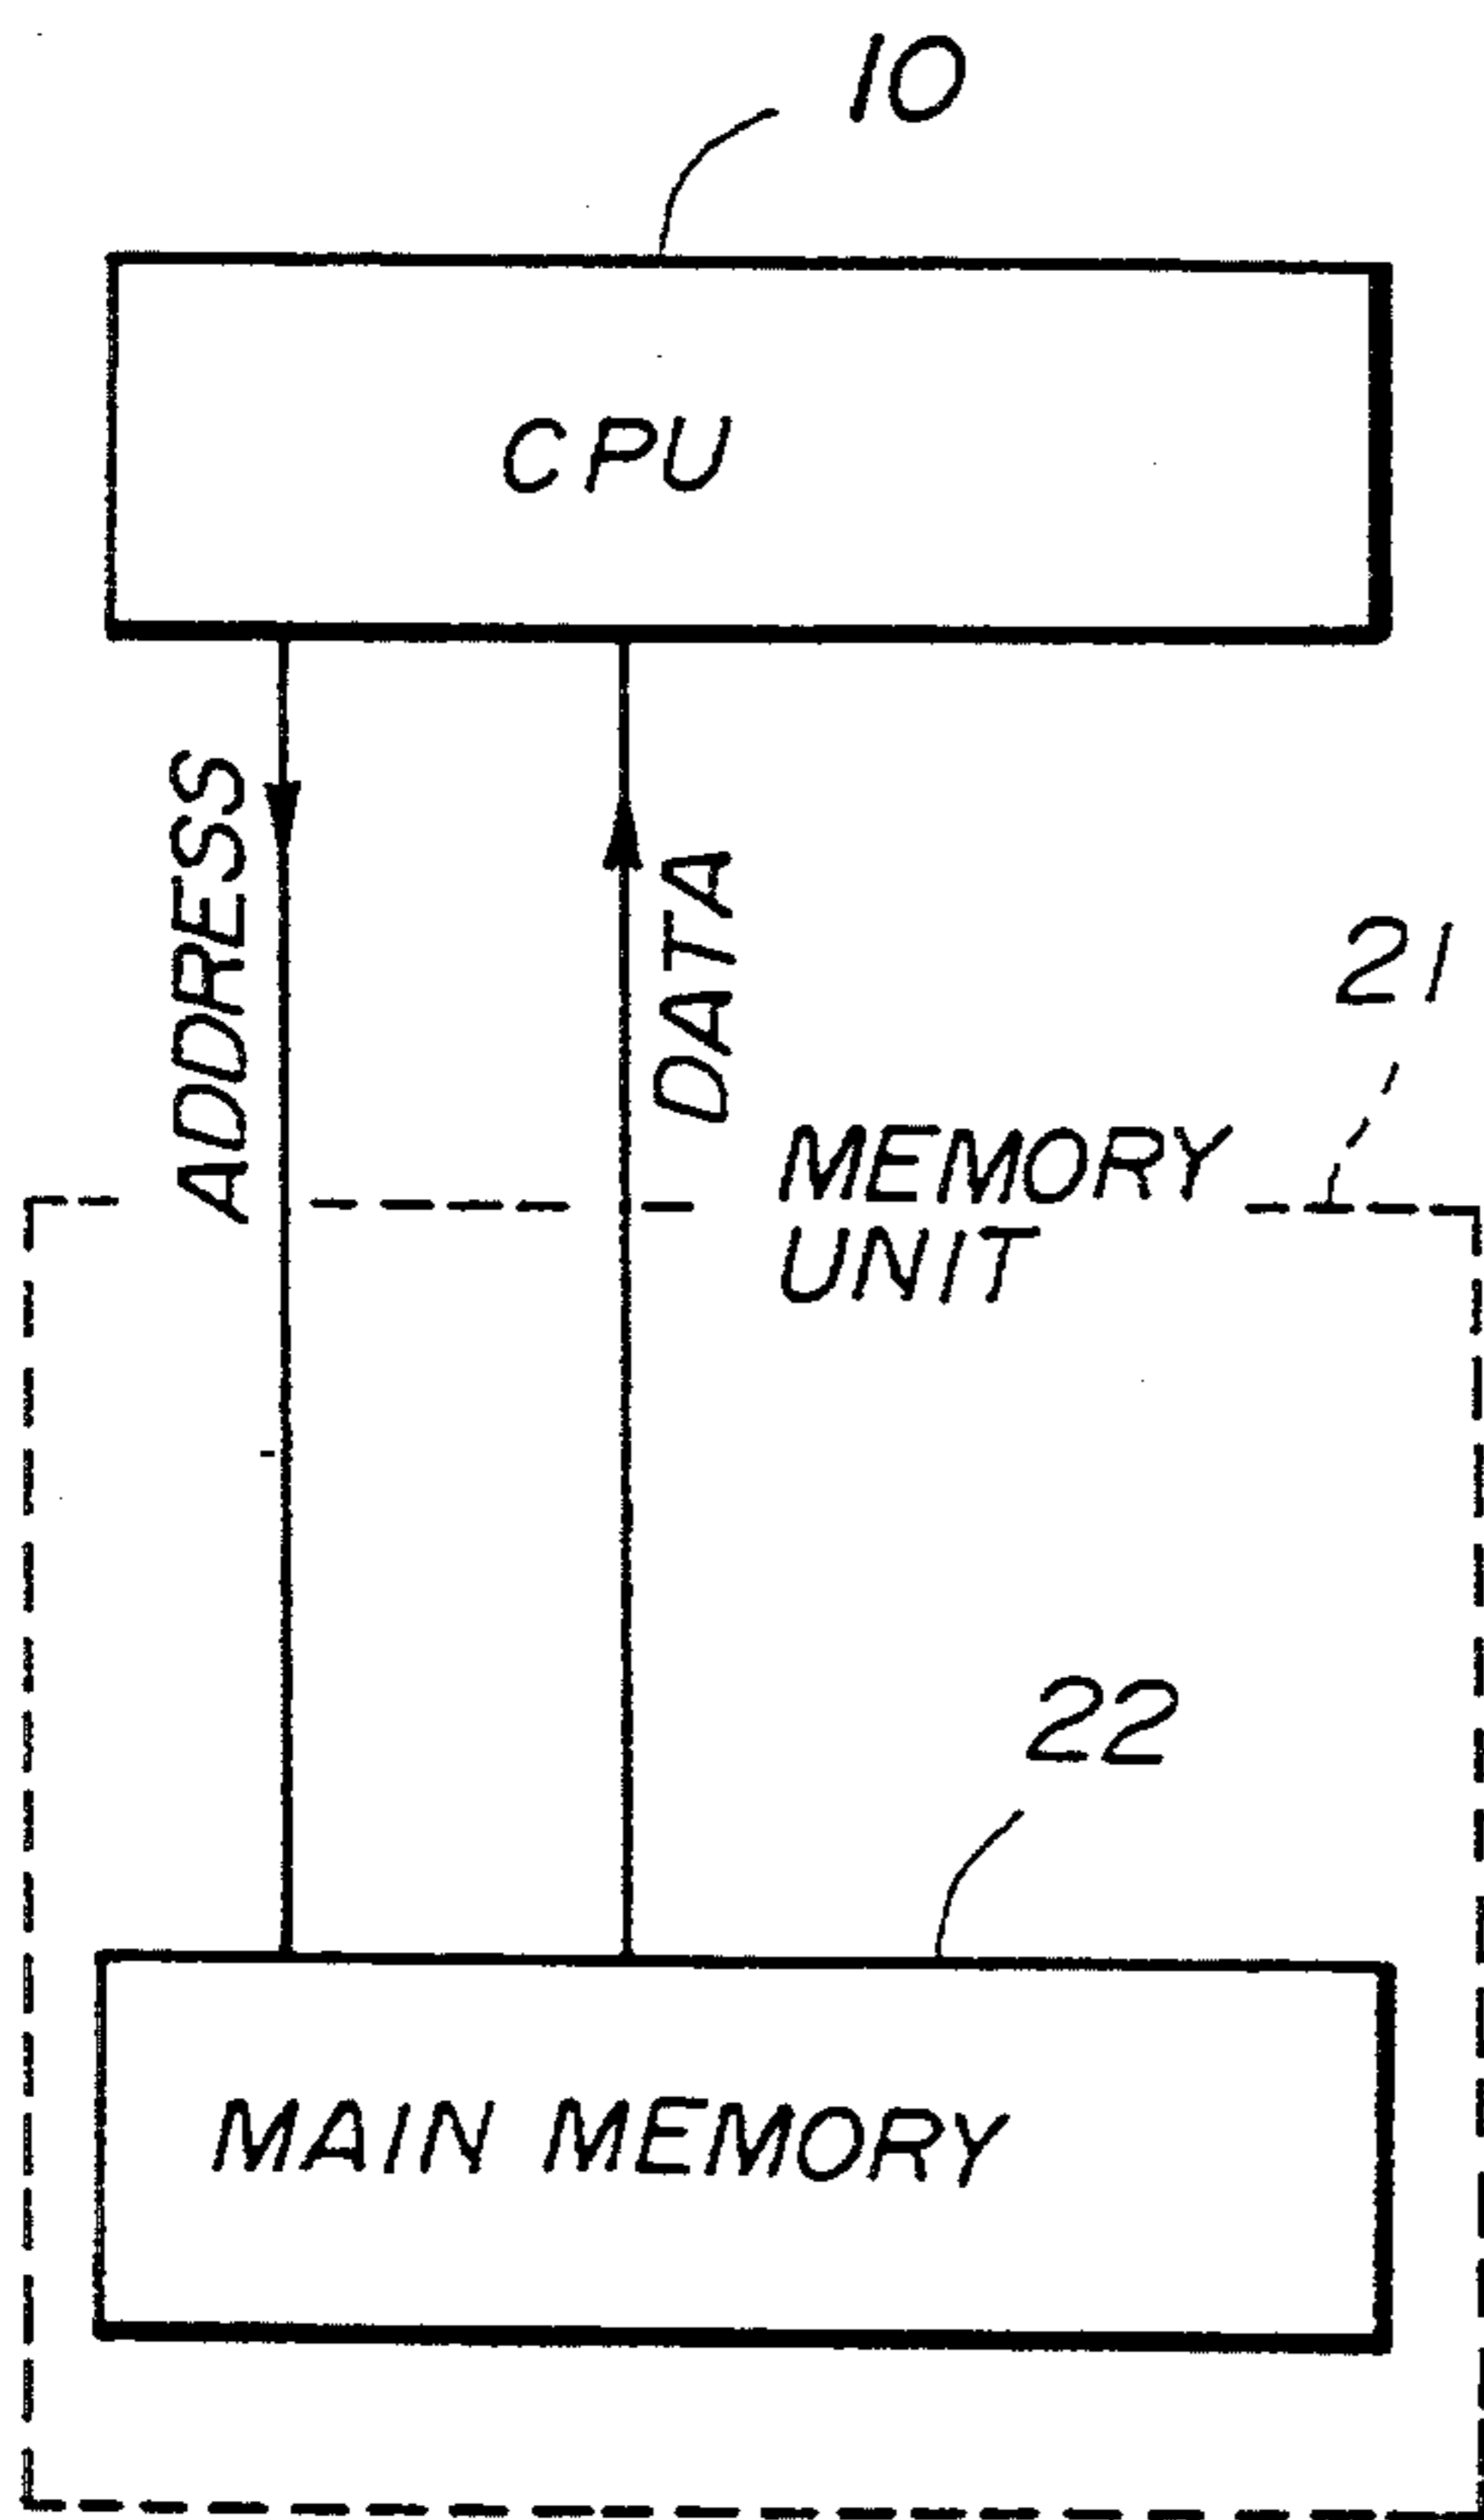 10
CPU
ADDRESS
DATA
21
MEMORY
UNIT
22
MAIN MEMORY